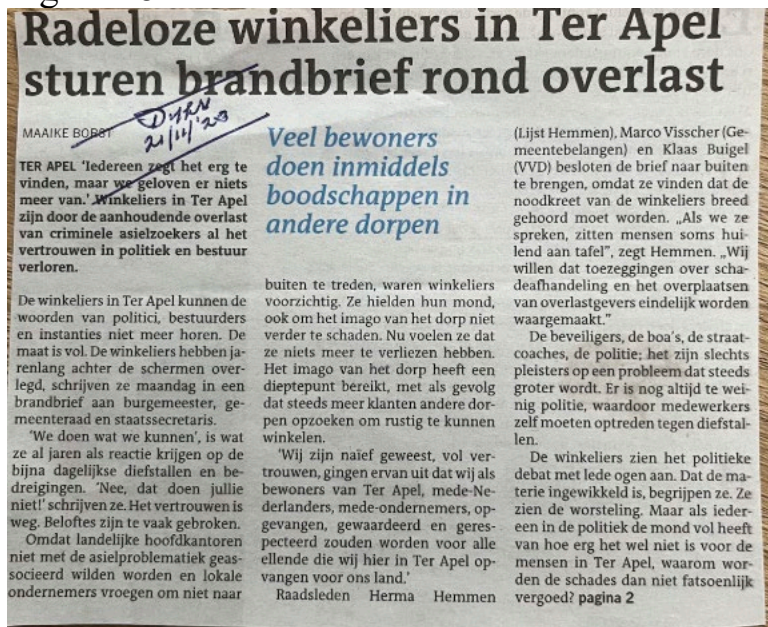 Radeloze winkeliers in Ter Apel
sturen brandbrief rond overlast
MAAIKE BORST
21/11/'23
TER APEL 'Iedereen zegt het erg te
vinden, maar we geloven er niets
meer van.' Winkeliers in Ter Apel
zijn door de aanhoudende overlast
van criminele asielzoekers al het
vertrouwen in politiek en bestuur
verloren.
De winkeliers in Ter Apel kunnen de
woorden van politici, bestuurders
en instanties niet meer horen. De
maat is vol. De winkeliers hebben ja-
renlang achter de schermen over-
legd, schrijven ze maandag in een
brandbrief aan burgemeester, ge-
meenteraad en staatssecretaris.
'We doen wat we kunnen', is wat
ze al jaren als reactie krijgen op de
bijna dagelijkse diefstallen en be-
dreigingen. 'Nee, dat doen jullie
niet!' schrijven ze. Het vertrouwen is
weg. Beloftes zijn te vaak gebroken.
Omdat landelijke hoofdkantoren
niet met de asielproblematiek geas-
socieerd wilden worden en lokale
ondernemers vroegen om niet naar
Veel bewoners
doen inmiddels
boodschappen in
andere dorpen
buiten te treden, waren winkeliers
voorzichtig. Ze hielden hun mond,
ook om het imago van het dorp niet
verder te schaden. Nu voelen ze dat
ze niets meer te verliezen hebben.
Het imago van het dorp heeft een
dieptepunt bereikt, met als gevolg
dat steeds meer klanten andere dor-
pen opzoeken om rustig te kunnen
winkelen.
'Wij zijn naïef geweest, vol ver-
trouwen, gingen ervan uit dat wij als
bewoners van Ter Apel, mede-Ne-
derlanders, mede-ondernemers, op-
gevangen, gewaardeerd en geres-
pecteerd zouden worden voor alle
ellende die wij hier in Ter Apel op-
vangen voor ons land.'
Raadsleden Herma Hemmen
(Lijst Hemmen), Marco Visscher (Ge-
meentebelangen) en Klaas Buigel
(VVD) besloten de brief naar buiten
te brengen, omdat ze vinden dat de
noodkreet van de winkeliers breed
gehoord moet worden. „Als we ze
spreken, zitten mensen soms hui-
lend aan tafel”, zegt Hemmen. „Wij
willen dat toezeggingen over scha-
deafhandeling en het overplaatsen
van overlastgevers eindelijk worden
waargemaakt.”
De beveiligers, de boa's, de straat-
coaches, de politie; het zijn slechts
pleisters op een probleem dat steeds
groter wordt. Er is nog altijd te wei-
nig politie, waardoor medewerkers
zelf moeten optreden tegen diefstal-
len.
De winkeliers zien het politieke
debat met lede ogen aan. Dat de ma-
terie ingewikkeld is, begrijpen ze. Ze
zien de worsteling. Maar als ieder-
een in de politiek de mond vol heeft
van hoe erg het wel niet is voor de
mensen in Ter Apel, waarom wor-
den de schades dan niet fatsoenlijk
vergoed? pagina 2